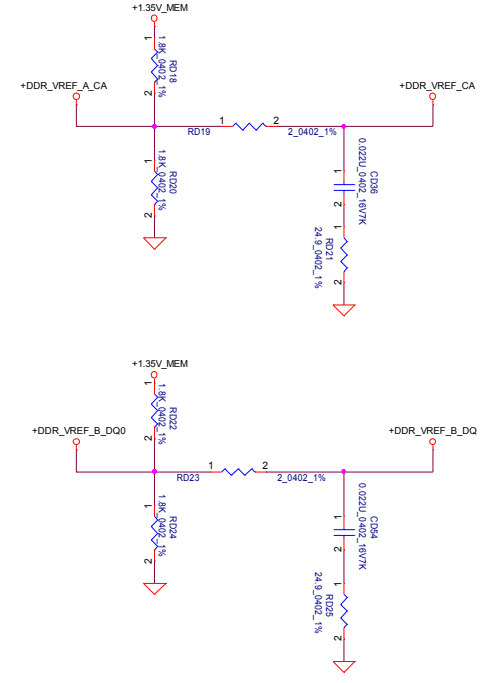 +1.35V_MEM
1
1.8K_0402_1%
RD18
2
+DDR_VREF_A_CA
+DDR_VREF_CA
RD19
1
2
2_0402_1%
1
1.8K_0402_1%
RD20
2
1
0.022U_0402_16V7K
CD36
2
1
24.9_0402_1%
RD21
2
+1.35V_MEM
1
1.8K_0402_1%
RD22
2
+DDR_VREF_B_DQ0
+DDR_VREF_B_DQ
RD23
1
2
2_0402_1%
1
1.8K_0402_1%
RD24
2
1
0.022U_0402_16V7K
CD54
2
1
24.9_0402_1%
RD25
2